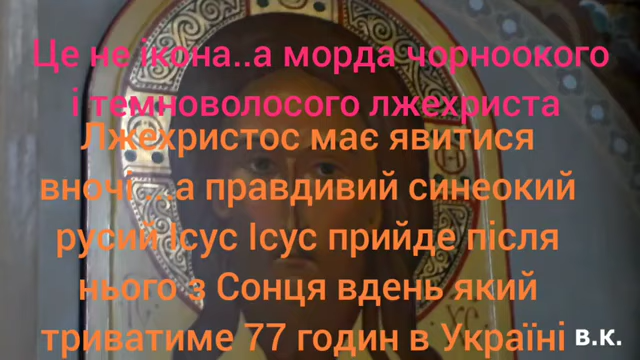 Це не ікона..а морда чорноокого
і темноволосого лжехриста
Лжехристос має явитися
вночі ...а правдивий синеокий
русий Ісус Ісус прийде після
нього з Сонця вдень який
триватиме 77 годин в Україні
В.К.